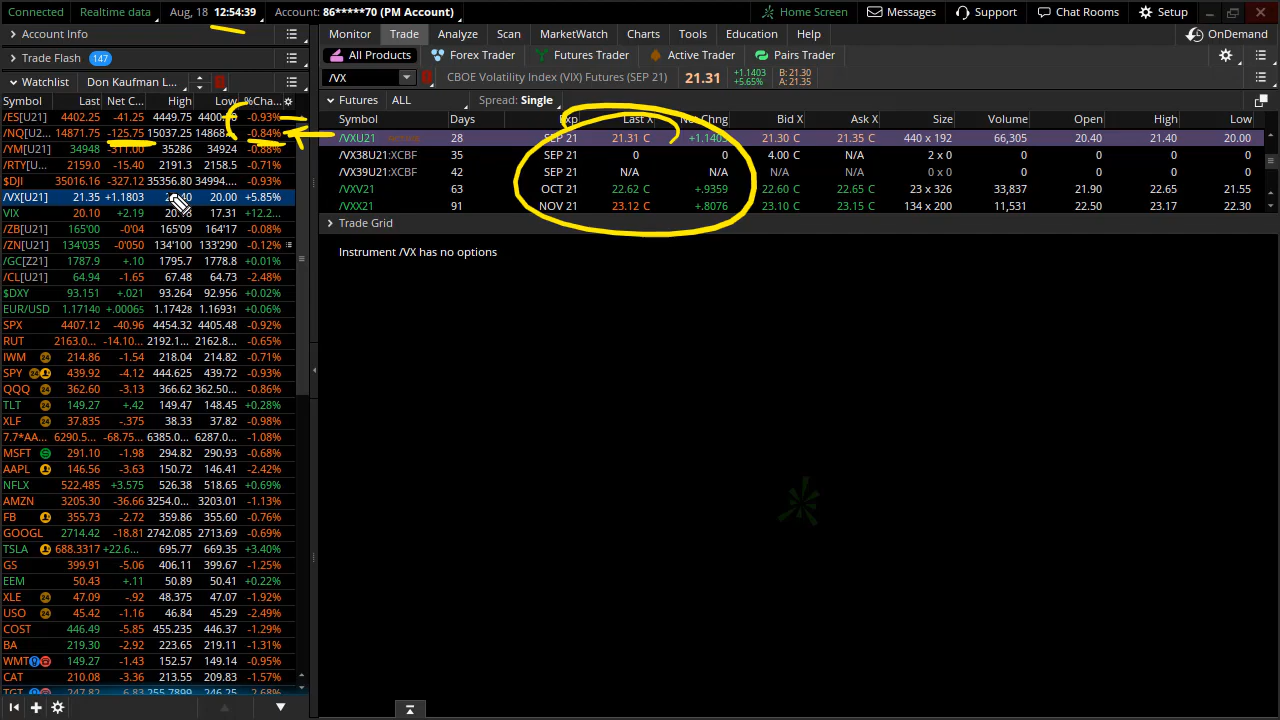 Connected Realtime data Aug, 18 12:54:39 Account: 86*****70 (PM Account) Home Screen Messages Support Chat Rooms Setup
Account Info
Trade Flash 147
Watchlist Don Kaufman L...
Symbol Last Net C... High Low %Cha...
/ES[U21] 4402.25 -41.25 4449.75 -0.93%
/NQ[U2... 14871.75 -125.75 15037.25 -0.84%
/YM[U21] 34948 -311.00 35286 34924 -0.88%
/RTY[U... 2159.0 -15.40 2191.3 2158.5 -0.71%
$DJI 35016.16 -327.12 35356.80 34994.... -0.93%
/VX[U21] 21.35 +1.1803 20.00 +5.85%
VIX 20.10 +2.19 17.31 +12.2...
/ZB[U21] 165'00 -0'04 165'09 164'17 -0.08%
/ZN[U21] 134'035 -0'050 134'100 133'290 -0.12%
/GC[Z21] 1787.9 +.10 1795.7 1778.8 +0.01%
/CL[U21] 64.94 -1.65 67.48 64.73 -2.48%
$DXY 93.151 +.021 93.264 92.956 +0.02%
EUR/USD 1.17140 +.00065 1.17428 1.16931 +0.06%
SPX 4407.12 -40.96 4454.32 4405.48 -0.92%
RUT 2163.0... -14.10... 2192.1... 2162.8... -0.65%
IWM 214.86 -1.54 218.04 214.82 -0.71%
SPY 439.92 -4.12 444.625 439.72 -0.93%
QQQ 362.60 -3.13 366.62 362.50... -0.86%
TLT 149.27 +.42 149.47 148.45 +0.28%
XLF 37.835 -.375 38.33 37.82 -0.98%
7.7*AA... 6290.5... -68.75... 6385.0... 6287.0... -1.08%
MSFT 291.10 -1.98 294.82 290.93 -0.68%
AAPL 146.56 -3.63 150.72 146.41 -2.42%
NFLX 522.485 +3.575 526.38 518.65 +0.69%
AMZN 3205.30 -36.66 3254.0... 3203.01 -1.13%
FB 355.73 -2.72 359.86 355.60 -0.76%
GOOGL 2714.42 -18.81 2742.085 2713.69 -0.69%
TSLA 688.3317 +22.6... 695.77 669.35 +3.40%
GS 399.91 -5.06 406.11 399.67 -1.25%
EEM 50.43 +.11 50.89 50.41 +0.22%
XLE 47.09 -.92 48.375 47.07 -1.92%
USO 45.42 -1.16 46.84 45.29 -2.49%
COST 446.49 -5.85 455.235 446.37 -1.29%
BA 219.30 -2.92 223.65 219.11 -1.31%
WMT 149.27 -1.43 152.57 149.14 -0.95%
CAT 210.08 -3.36 213.55 209.83 -1.57%
TGT 247.82 255.7899 246.25 -2.68%
Monitor Trade Analyze Scan MarketWatch Charts Tools Education Help OnDemand
All Products Forex Trader Futures Trader Active Trader Pairs Trader
/VX CBOE Volatility Index (VIX) Futures (SEP 21) 21.31 +1.1403 +5.65% B: 21.30 A: 21.35
Futures ALL Spread: Single
Symbol Days Exp Last X Net Chng Bid X Ask X Size Volume Open High Low
/VXU21 28 SEP 21 21.31 C +1.1403 21.30 C 21.35 C 440 x 192 66,305 20.40 21.40 20.00
/VX38U21:XCBF 35 SEP 21 0 0 4.00 C N/A 2 x 0 0 0 0 0
/VX39U21:XCBF 42 SEP 21 N/A N/A N/A N/A 0 x 0 0 N/A N/A N/A
/VXV21 63 OCT 21 22.62 C +.9359 22.60 C 22.65 C 23 x 326 33,837 21.90 22.65 21.55
/VXX21 91 NOV 21 23.12 C +.8076 23.10 C 23.15 C 134 x 200 11,531 22.50 23.14 22.30
Trade Grid
Instrument /VX has no options